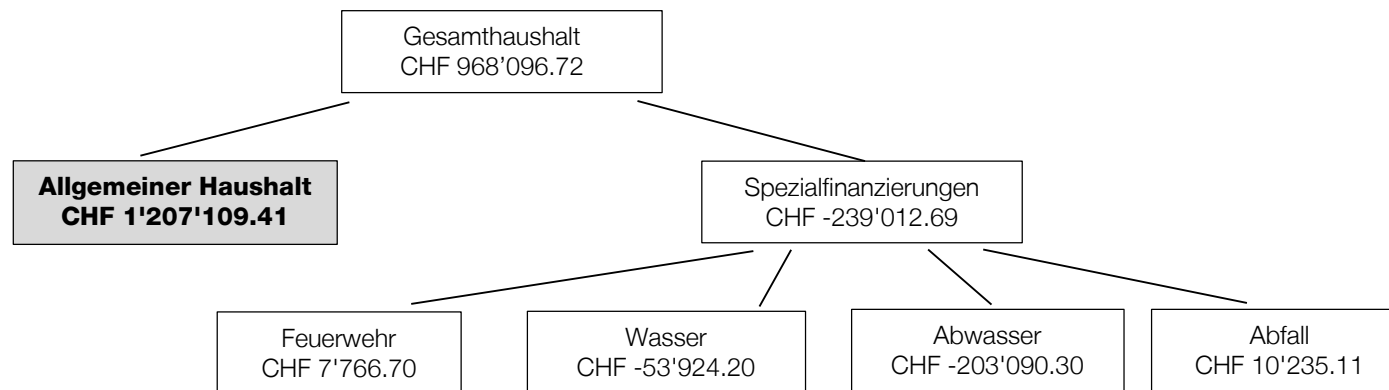 Gesamthaushalt
CHF 968’096.72
Allgemeiner Haushalt
CHF 1'207'109.41
Spezialfinanzierungen
CHF -239'012.69
Feuerwehr
CHF 7'766.70
Wasser
CHF -53'924.20
Abwasser
CHF -203'090.30
Abfall
CHF 10'235.11